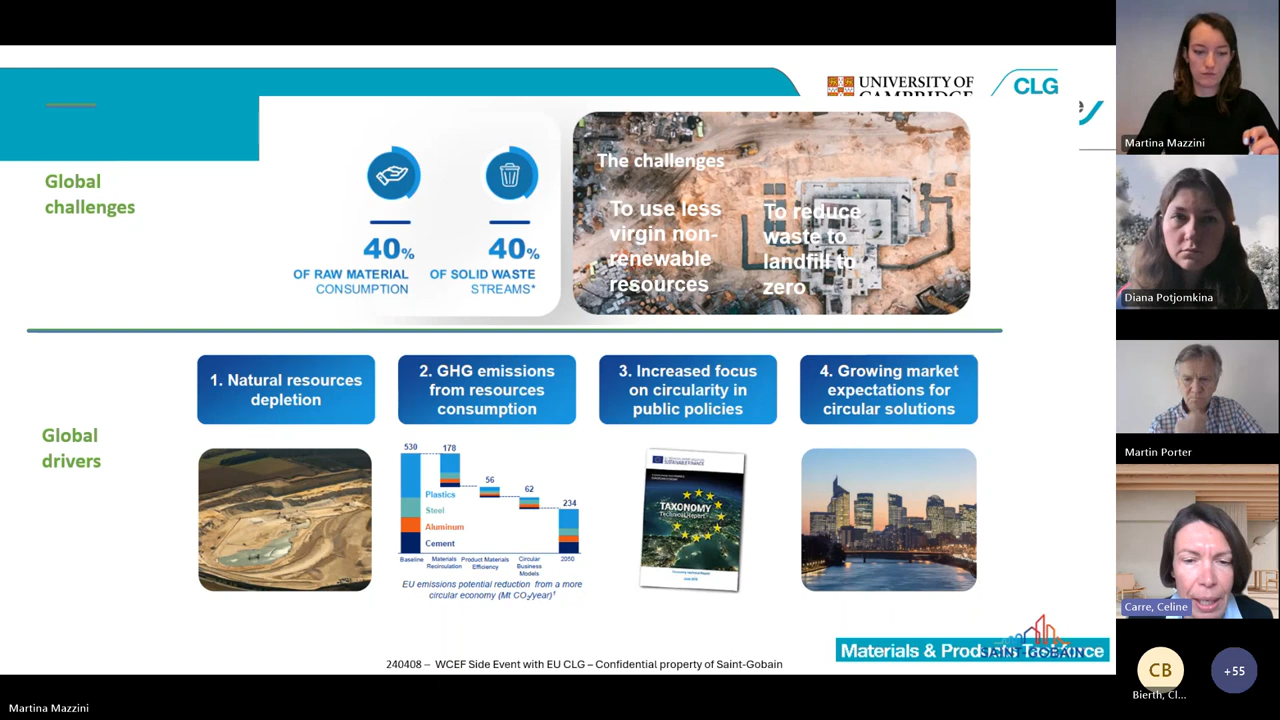 UNIVERSITY OF
CAMBRIDGE
CLG
Global
challenges
40%
OF RAW MATERIAL
CONSUMPTION
40%
OF SOLID WASTE
STREAMS*
The challenges
To use less
virgin non-
renewable
resources
To reduce
waste to
landfill to
zero
Global
drivers
1. Natural resources
depletion
2. GHG emissions
from resources
consumption
3. Increased focus
on circularity in
public policies
4. Growing market
expectations for
circular solutions
530
178
56
62
234
Plastics
Steel
Aluminum
Cement
Baseline
Materials
Recirculation
Product Materials
Efficiency
Circular
Business
Models
2050
EU emissions potential reduction from a more
circular economy (Mt CO₂/year)¹
SUSTAINABLE FINANCE
TAXONOMY
Technical Report
Materials & Products Taskforce
SAINT-GOBAIN
240408 – WCEF Side Event with EU CLG – Confidential property of Saint-Gobain
Martina Mazzini
Martina Mazzini
Diana Potjomkina
Martin Porter
Carre, Celine
CB
Bierth, Cl...
+55